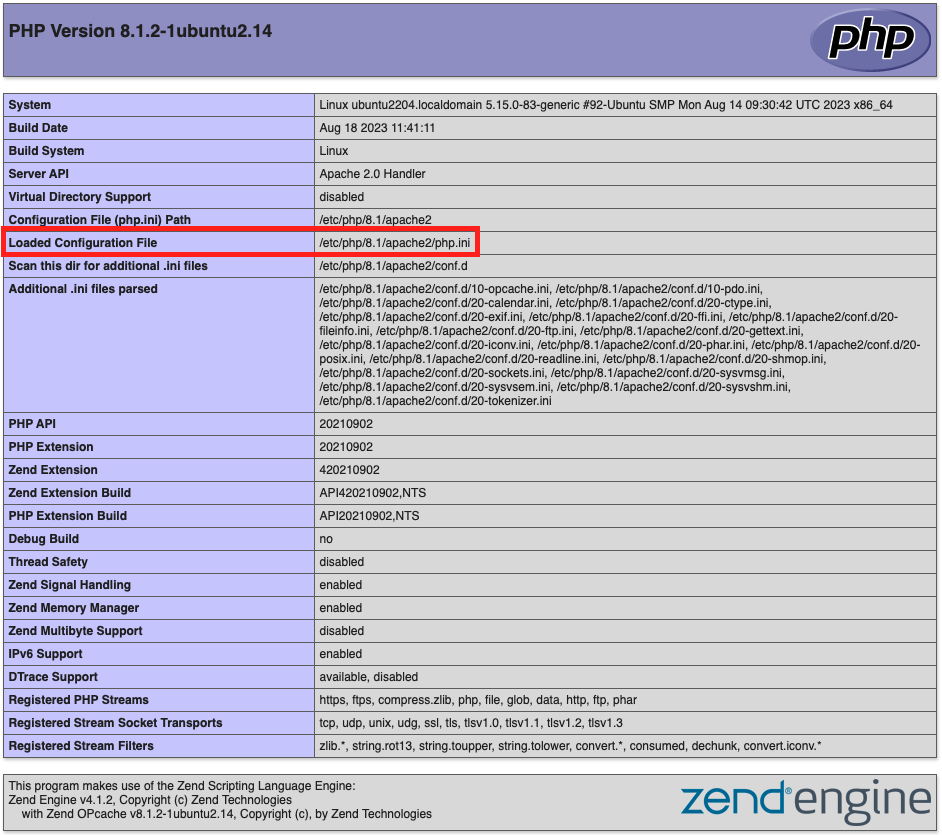 PHP Version 8.1.2-1ubuntu2.14
php
System Linux ubuntu2204.localdomain 5.15.0-83-generic #92-Ubuntu SMP Mon Aug 14 09:30:42 UTC 2023 x86_64
Build Date Aug 18 2023 11:41:11
Build System Linux
Server API Apache 2.0 Handler
Virtual Directory Support disabled
Configuration File (php.ini) Path /etc/php/8.1/apache2
Loaded Configuration File /etc/php/8.1/apache2/php.ini
Scan this dir for additional .ini files /etc/php/8.1/apache2/conf.d
Additional .ini files parsed /etc/php/8.1/apache2/conf.d/10-opcache.ini, /etc/php/8.1/apache2/conf.d/10-pdo.ini,
/etc/php/8.1/apache2/conf.d/20-calendar.ini, /etc/php/8.1/apache2/conf.d/20-ctype.ini,
/etc/php/8.1/apache2/conf.d/20-exif.ini, /etc/php/8.1/apache2/conf.d/20-ffi.ini, /etc/php/8.1/apache2/conf.d/20-
fileinfo.ini, /etc/php/8.1/apache2/conf.d/20-ftp.ini, /etc/php/8.1/apache2/conf.d/20-gettext.ini,
/etc/php/8.1/apache2/conf.d/20-iconv.ini, /etc/php/8.1/apache2/conf.d/20-phar.ini, /etc/php/8.1/apache2/conf.d/20-
posix.ini, /etc/php/8.1/apache2/conf.d/20-readline.ini, /etc/php/8.1/apache2/conf.d/20-shmop.ini,
/etc/php/8.1/apache2/conf.d/20-sockets.ini, /etc/php/8.1/apache2/conf.d/20-sysvmsg.ini,
/etc/php/8.1/apache2/conf.d/20-sysvsem.ini, /etc/php/8.1/apache2/conf.d/20-sysvshm.ini,
/etc/php/8.1/apache2/conf.d/20-tokenizer.ini
PHP API 20210902
PHP Extension 20210902
Zend Extension 420210902
Zend Extension Build API420210902,NTS
PHP Extension Build API20210902,NTS
Debug Build no
Thread Safety disabled
Zend Signal Handling enabled
Zend Memory Manager enabled
Zend Multibyte Support disabled
IPv6 Support enabled
DTrace Support available, disabled
Registered PHP Streams https, ftps, compress.zlib, php, file, glob, data, http, ftp, phar
Registered Stream Socket Transports tcp, udp, unix, udg, ssl, tls, tlsv1.0, tlsv1.1, tlsv1.2, tlsv1.3
Registered Stream Filters zlib.*, string.rot13, string.toupper, string.tolower, convert.*, consumed, dechunk, convert.iconv.*
This program makes use of the Zend Scripting Language Engine:
Zend Engine v4.1.2, Copyright (c) Zend Technologies
with Zend OPcache v8.1.2-1ubuntu2.14, Copyright (c), by Zend Technologies
zend®engine